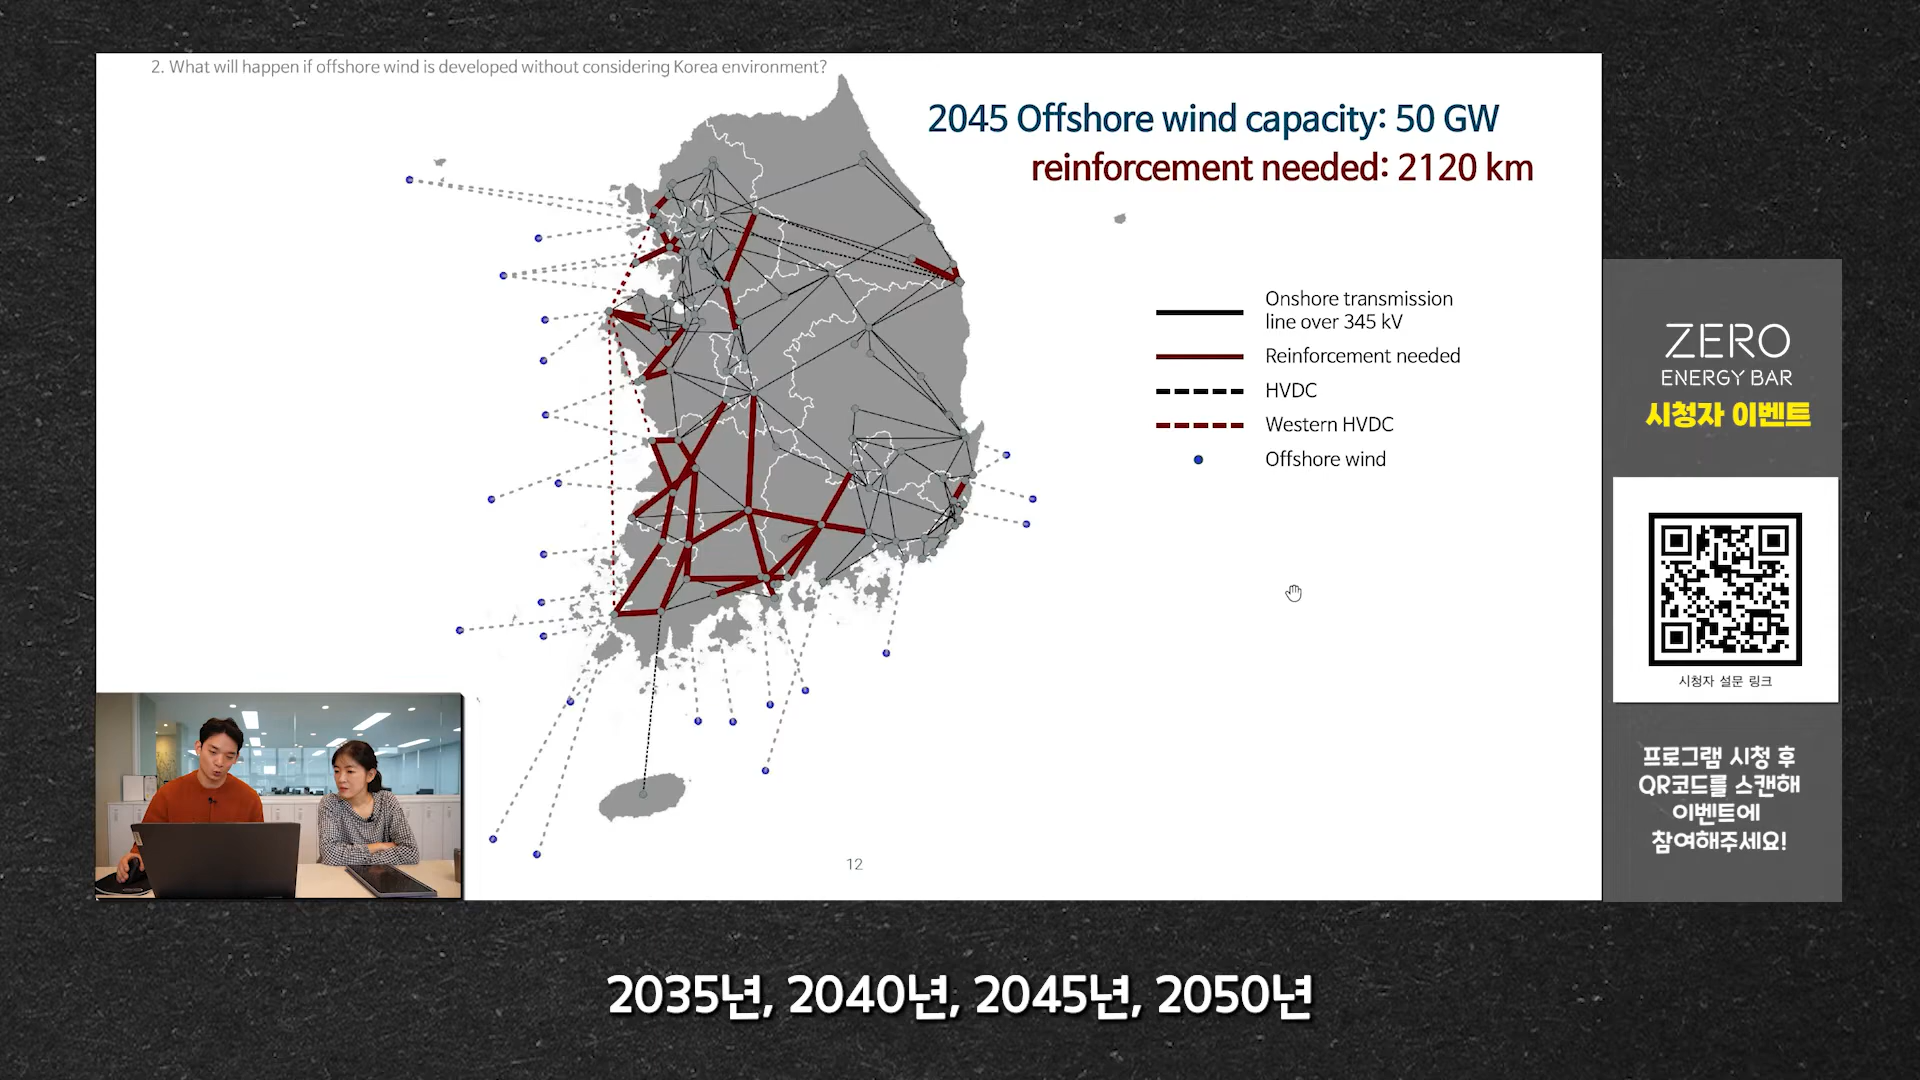 2. What will happen if offshore wind is developed without considering Korea environment?
2045 Offshore wind capacity: 50 GW
reinforcement needed: 2120 km
Onshore transmission
line over 345 kV
Reinforcement needed
HVDC
Western HVDC
Offshore wind
12
ZERO
ENERGY BAR
시청자 이벤트
시청자 설문 링크
프로그램 시청 후
QR코드를 스캔해
이벤트에
참여해주세요!
2035년, 2040년, 2045년, 2050년